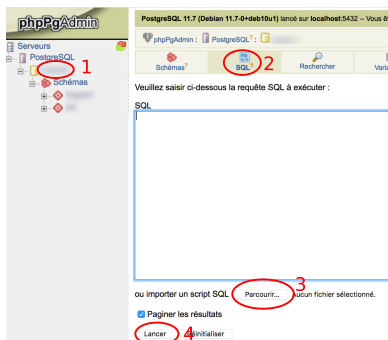 phpPgAdmin
Serveurs
PostgreSQL
1
Schémas
PostgreSQL 11.7 (Debian 11.7-0+deb10u1) lancé sur localhost:5432 -- Vous ê
phpPgAdmin : PostgreSQL? :
Schémas? SQL? 2 Rechercher Varia
Veuillez saisir ci-dessous la requête SQL à exécuter :
SQL
3
ou importer un script SQL Parcourir... Aucun fichier sélectionné.
Paginer les résultats
Lancer 4 Réinitialiser